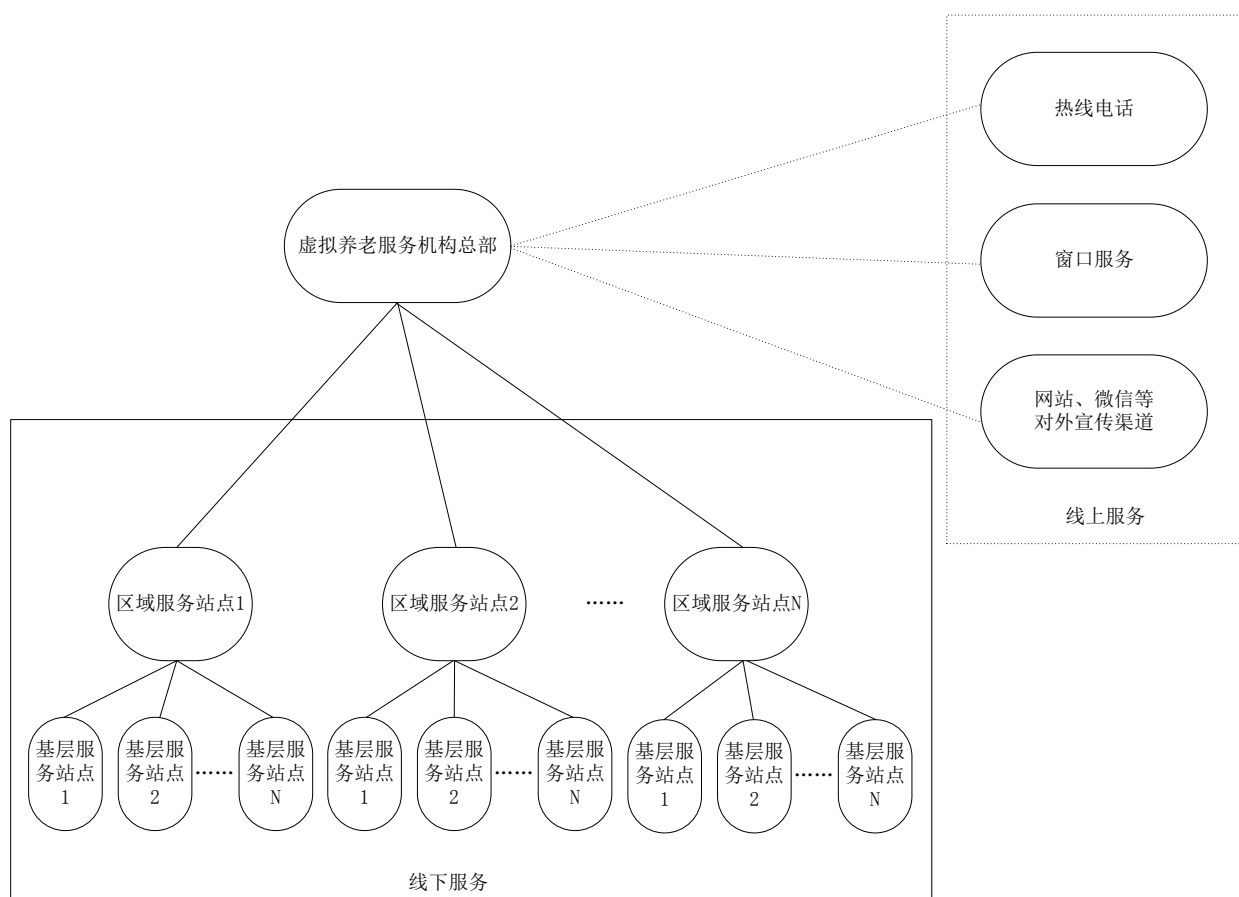 热线电话
虚拟养老服务机构总部
窗口服务
网站、微信等
对外宣传渠道
线上服务
区域服务站点1
区域服务站点2
……
区域服务站点N
基层服
务站点
1
基层服
务站点
2
……
基层服
务站点
N
基层服
务站点
1
基层服
务站点
2
……
基层服
务站点
N
基层服
务站点
1
基层服
务站点
2
……
基层服
务站点
N
线下服务